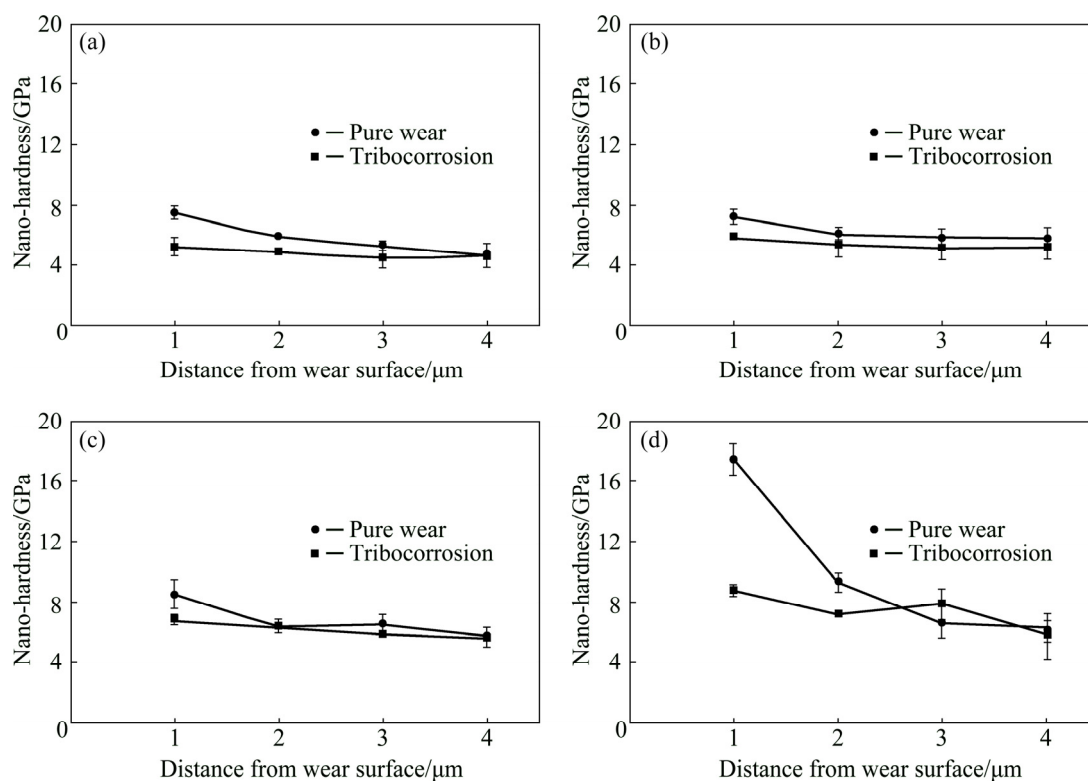 (a)
20
16
12
8
4
0
Nano-hardness/GPa
Pure wear
Tribocorrosion
1 2 3 4
Distance from wear surface/μm
(b)
20
16
12
8
4
0
Nano-hardness/GPa
Pure wear
Tribocorrosion
1 2 3 4
Distance from wear surface/μm
(c)
20
16
12
8
4
0
Nano-hardness/GPa
Pure wear
Tribocorrosion
1 2 3 4
Distance from wear surface/μm
(d)
20
16
12
8
4
0
Nano-hardness/GPa
Pure wear
Tribocorrosion
1 2 3 4
Distance from wear surface/μm